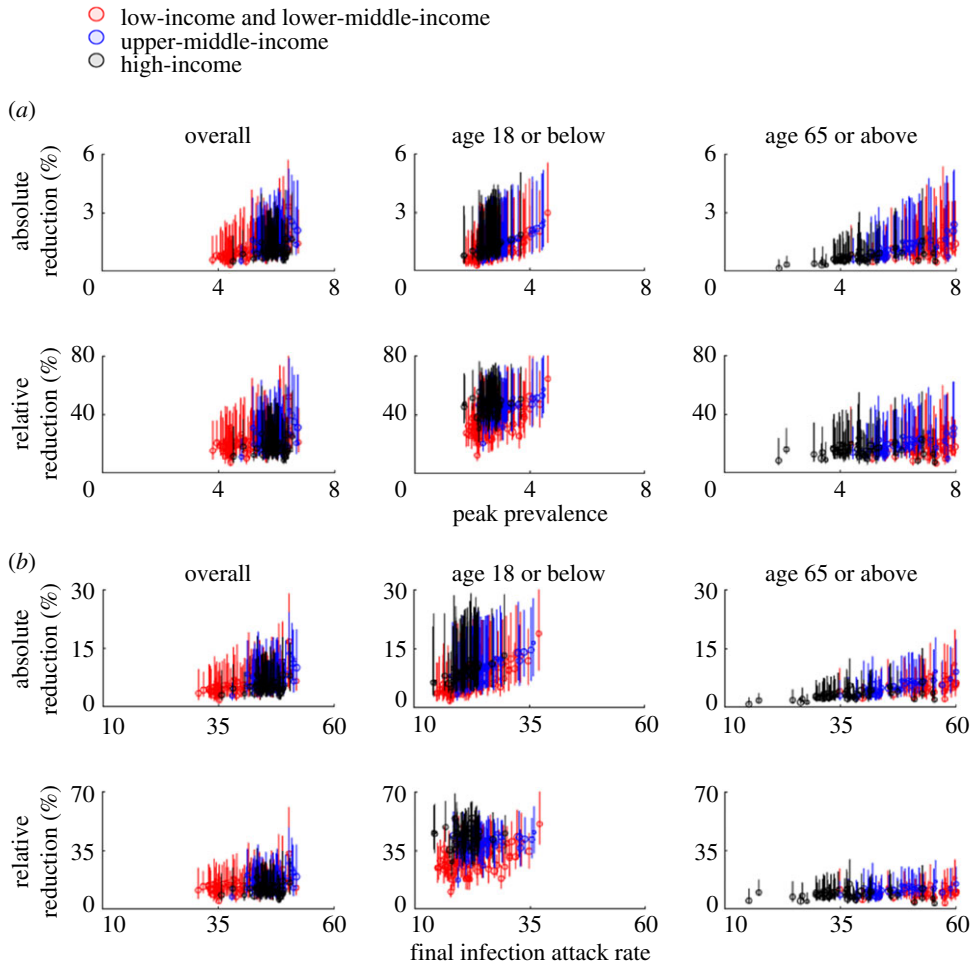 low-income and lower-middle-income
upper-middle-income
high-income
(a)
overall age 18 or below age 65 or above
absolute
reduction (%)
6 6 6
3 3 3
0 4 8 0 4 8 0 4 8
relative
reduction (%)
80 80 80
40 40 40
0 4 8 0 4 8 0 4 8
peak prevalence
(b)
overall age 18 or below age 65 or above
absolute
reduction (%)
30 30 30
15 15 15
0 0 0
10 35 60 10 35 60 10 35 60
relative
reduction (%)
70 70 70
35 35 35
0 0 0
10 35 60 10 35 60 10 35 60
final infection attack rate